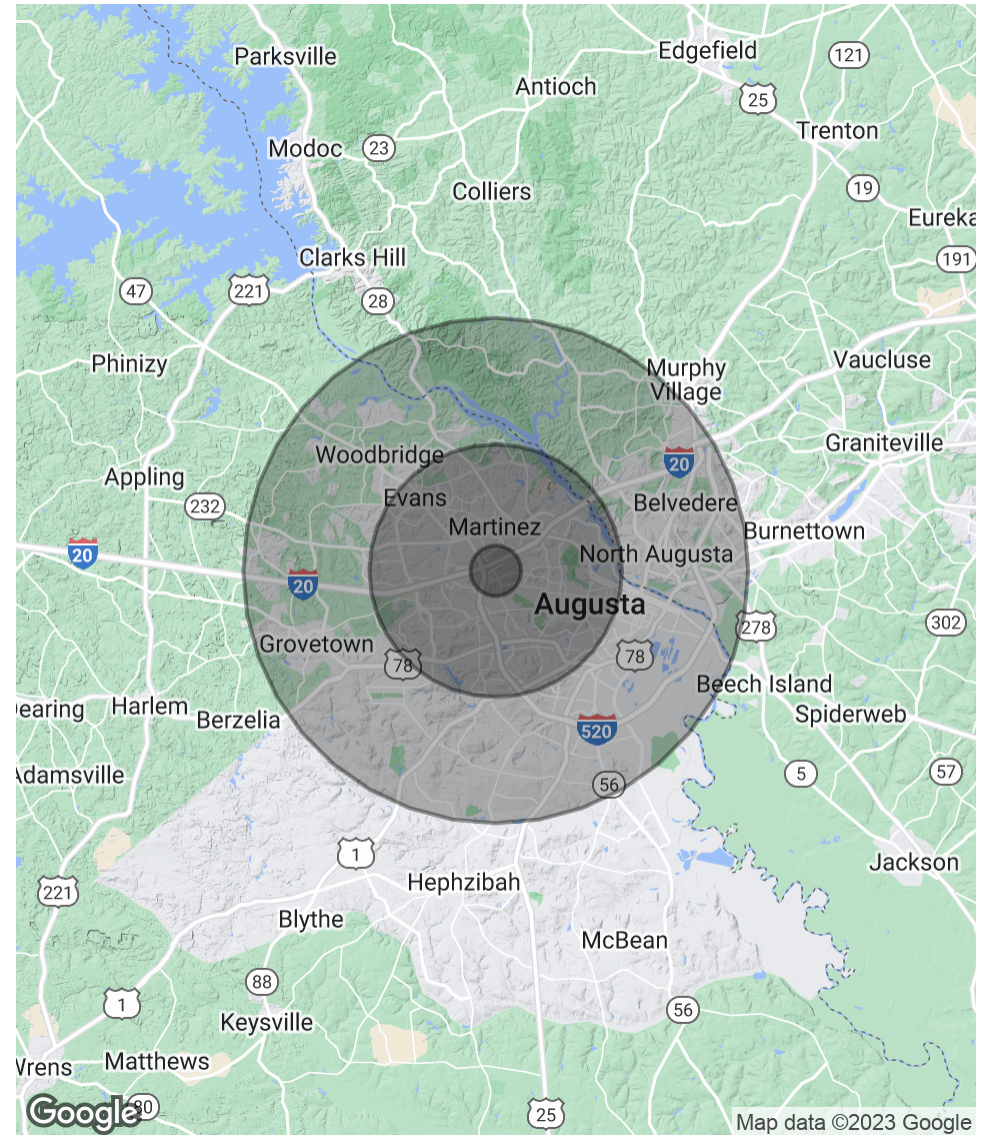 Edgefield
121
Parksville
Antioch
25
Trenton
Modoc
23
19
Colliers
Eureka
Clarks Hill
191
47
221
28
Phinizy
Murphy
Village
Vaucluse
Graniteville
Woodbridge
20
Appling
Evans
Belvedere
232
Martinez
Burnettown
20
North Augusta
20
Augusta
302
278
Grovetown
78
78
Beech Island
earing
Harlem
Berzelia
Spiderweb
520
Adamsville
5
57
56
1
Jackson
221
Hephzibah
Blythe
McBean
88
1
56
Keysville
Wrens
Matthews
Google
80
25
Map data ©2023 Google